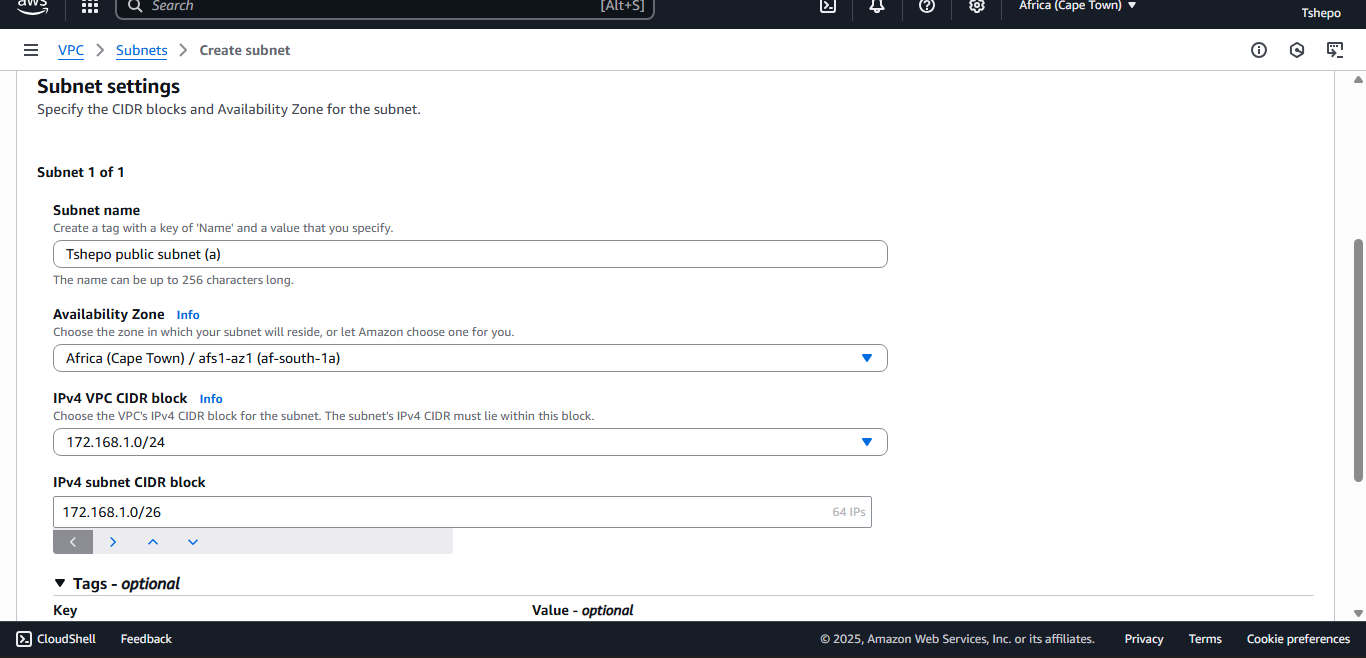 aws
Search [Alt+S] Africa (Cape Town) ▼
Tshepo
VPC > Subnets > Create subnet
Subnet settings
Specify the CIDR blocks and Availability Zone for the subnet.
Subnet 1 of 1
Subnet name
Create a tag with a key of 'Name' and a value that you specify.
Tshepo public subnet (a)
The name can be up to 256 characters long.
Availability Zone Info
Choose the zone in which your subnet will reside, or let Amazon choose one for you.
Africa (Cape Town) / afs1-az1 (af-south-1a)
IPv4 VPC CIDR block Info
Choose the VPC's IPv4 CIDR block for the subnet. The subnet's IPv4 CIDR must lie within this block.
172.168.1.0/24
IPv4 subnet CIDR block
172.168.1.0/26 64 IPs
Tags - optional
Key Value - optional
CloudShell Feedback © 2025, Amazon Web Services, Inc. or its affiliates. Privacy Terms Cookie preferences